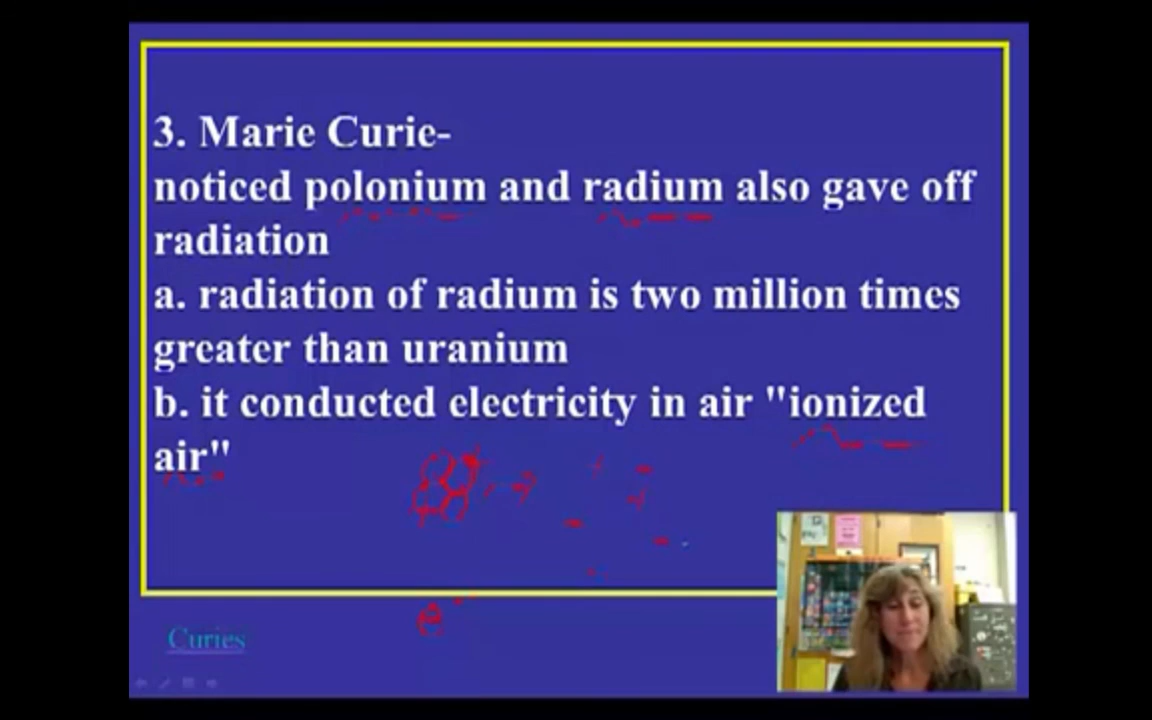 3. Marie Curie-
noticed polonium and radium also gave off
radiation
a. radiation of radium is two million times
greater than uranium
b. it conducted electricity in air "ionized
air"
Curies